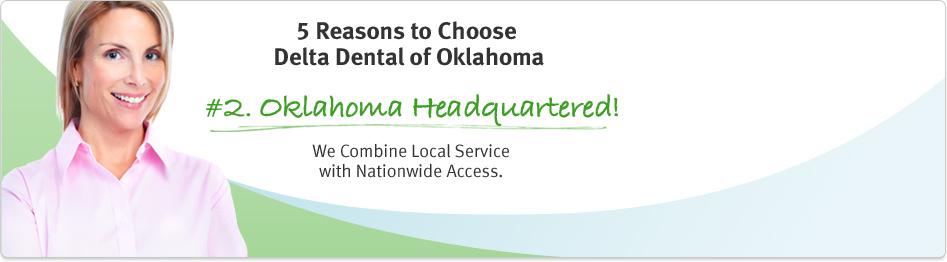 5 Reasons to Choose
Delta Dental of Oklahoma
#2. Oklahoma Headquartered!
We Combine Local Service
with Nationwide Access.